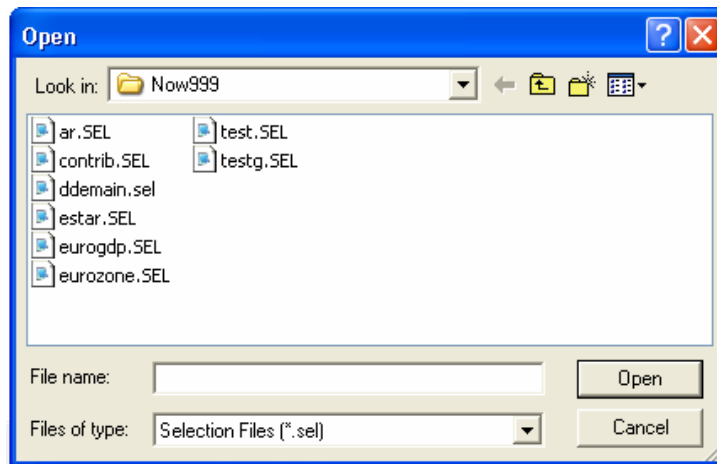 Open
Look in: Now999
ar.SEL
contrib.SEL
ddemain.sel
estar.SEL
eurogdp.SEL
eurozone.SEL
test.SEL
testg.SEL
File name: Open
Files of type: Selection Files (*.sel) Cancel